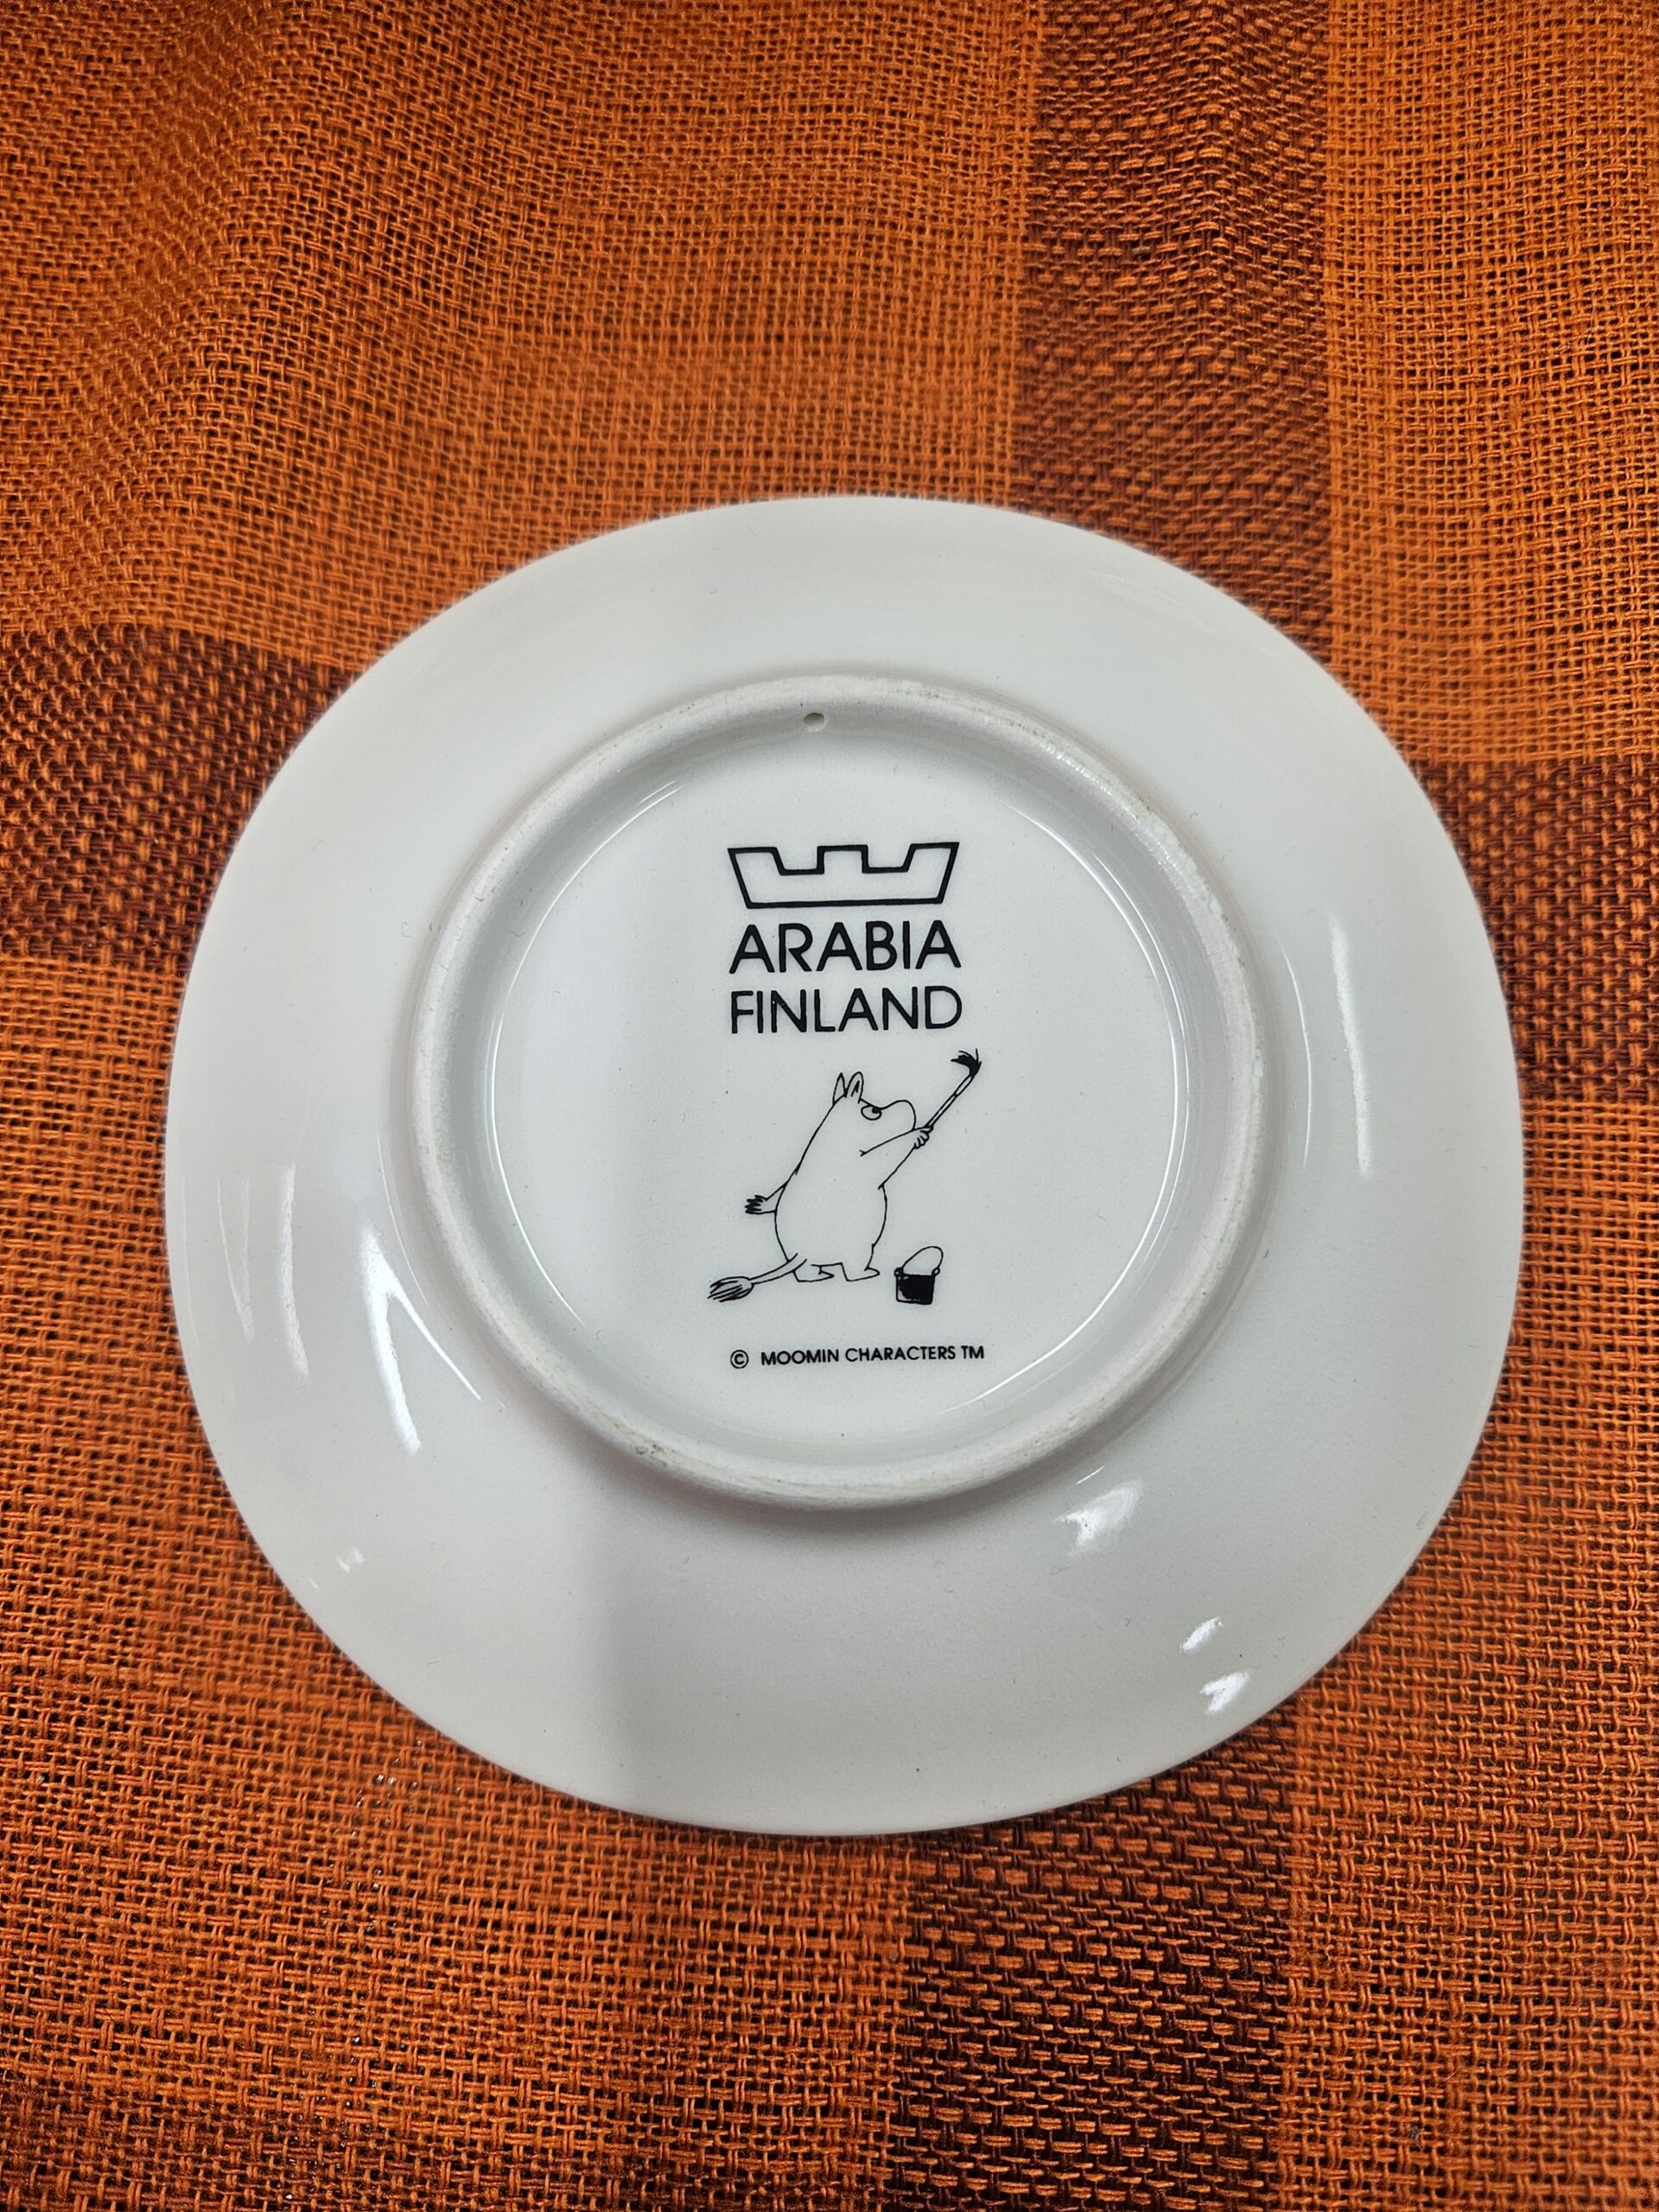 ARABIA
FINLAND
© MOOMIN CHARACTERS TM